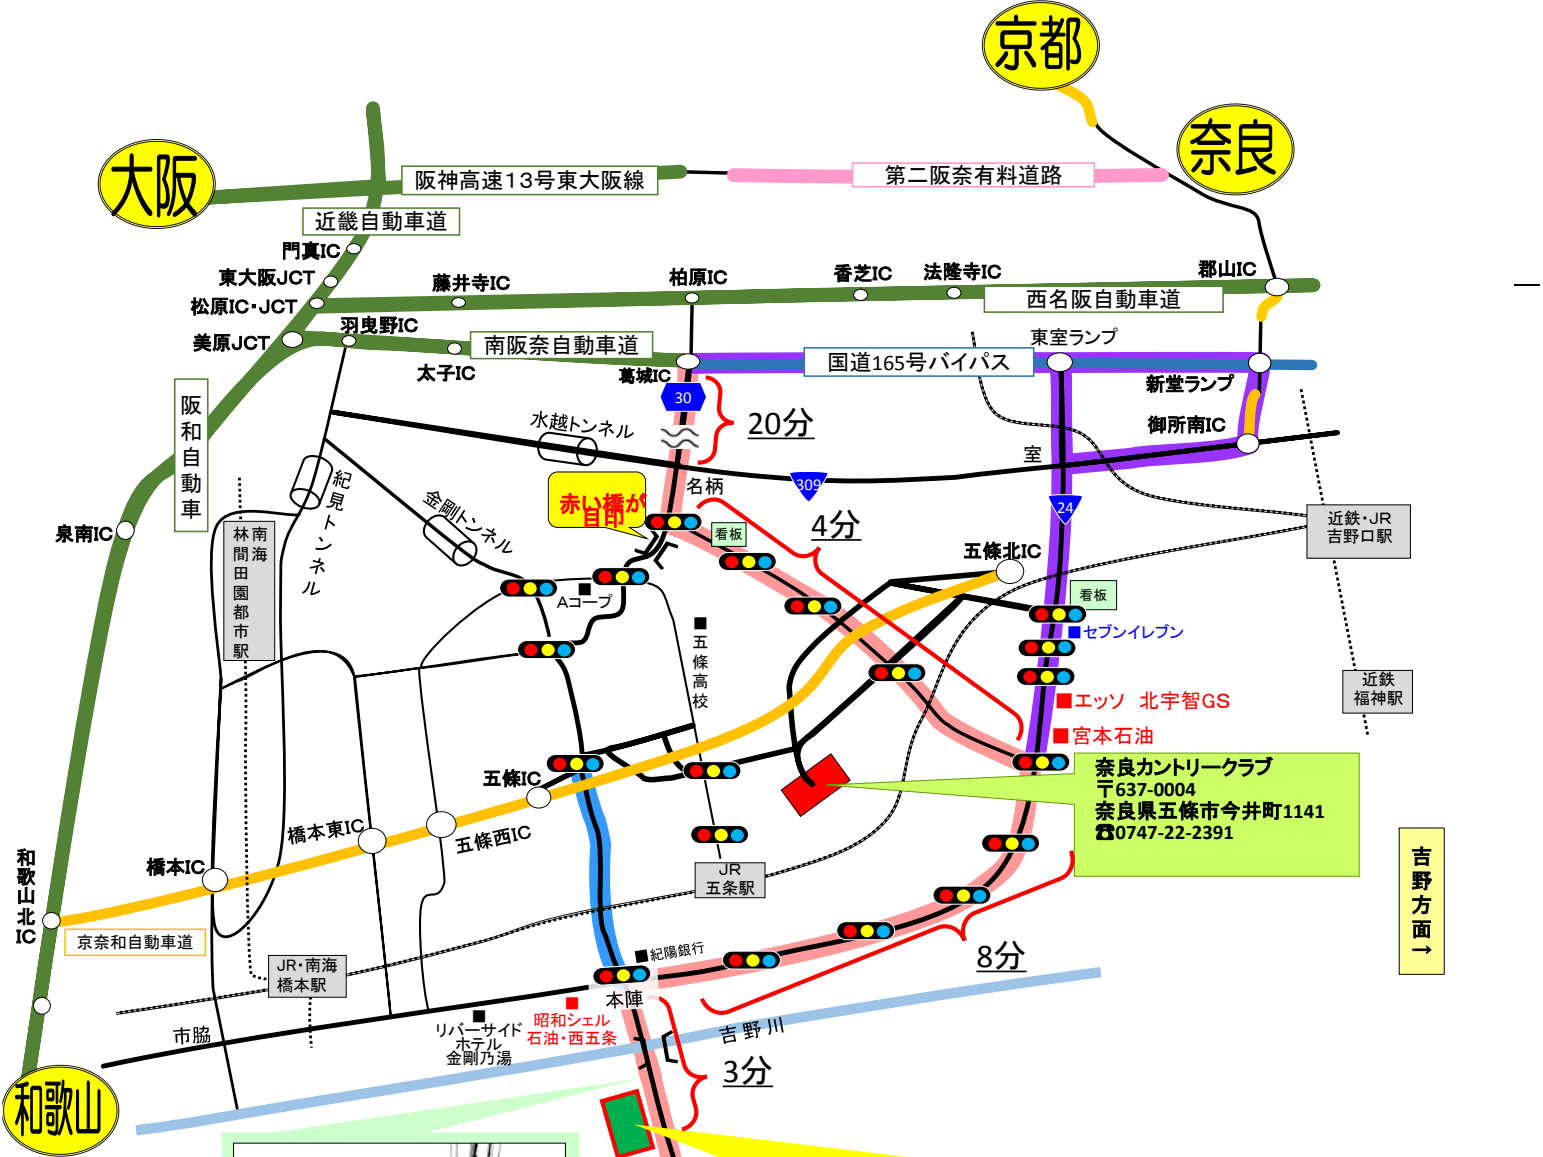 京都
奈良
大阪
阪神高速13号東大阪線
第二阪奈有料道路
近畿自動車道
門真IC
東大阪JCT
松原IC・JCT
藤井寺IC
柏原IC
香芝IC
法隆寺IC
郡山IC
西名阪自動車道
美原JCT
羽曳野IC
南阪奈自動車道
太子IC
葛城IC
国道165号バイパス
東室ランプ
新堂ランプ
御所南IC
阪和自動車
30
20分
水越トンネル
室
309
名柄
24
紀見トンネル
金剛トンネル
赤い橋が
目印
看板
4分
泉南IC
南海
林間田園都市駅
近鉄・JR
吉野口駅
五條北IC
看板
セブンイレブン
Aコープ
五條高校
近鉄
福神駅
エッソ 北宇智GS
宮本石油
奈良カントリークラブ
〒637-0004
奈良県五條市今井町1141
☎0747-22-2391
五條IC
五條西IC
橋本東IC
橋本IC
JR
五条駅
和歌山北IC
京奈和自動車道
吉野方面→
JR・南海
橋本駅
紀陽銀行
8分
本陣
市脇
リバーサイド
ホテル
金剛乃湯
昭和シェル
石油・西五条
吉野川
3分
和歌山